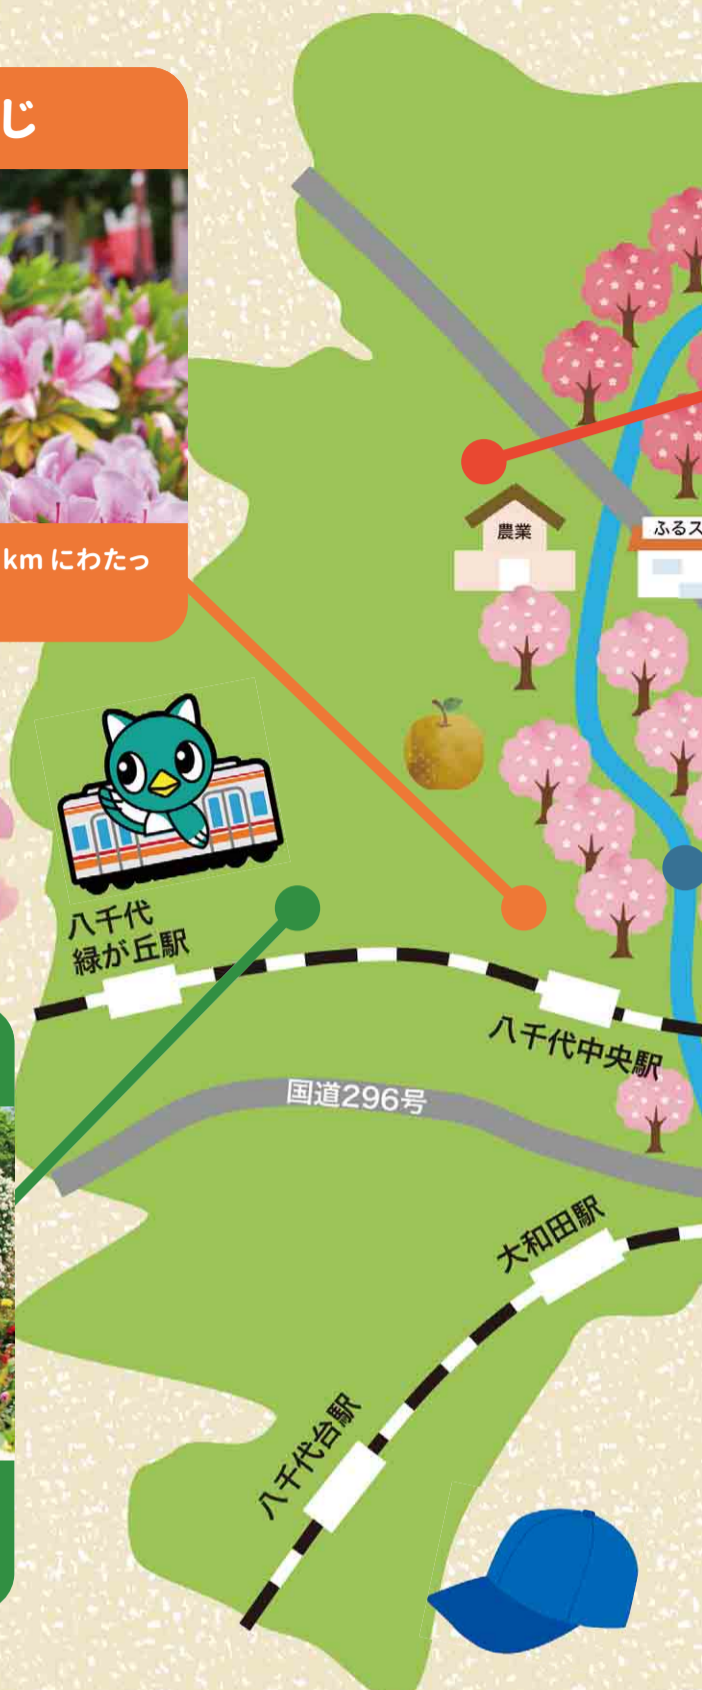 じ
km にわたっ
農業
ふるス
八千代
緑が丘駅
八千代中央駅
国道296号
大和田駅
八千代台駅